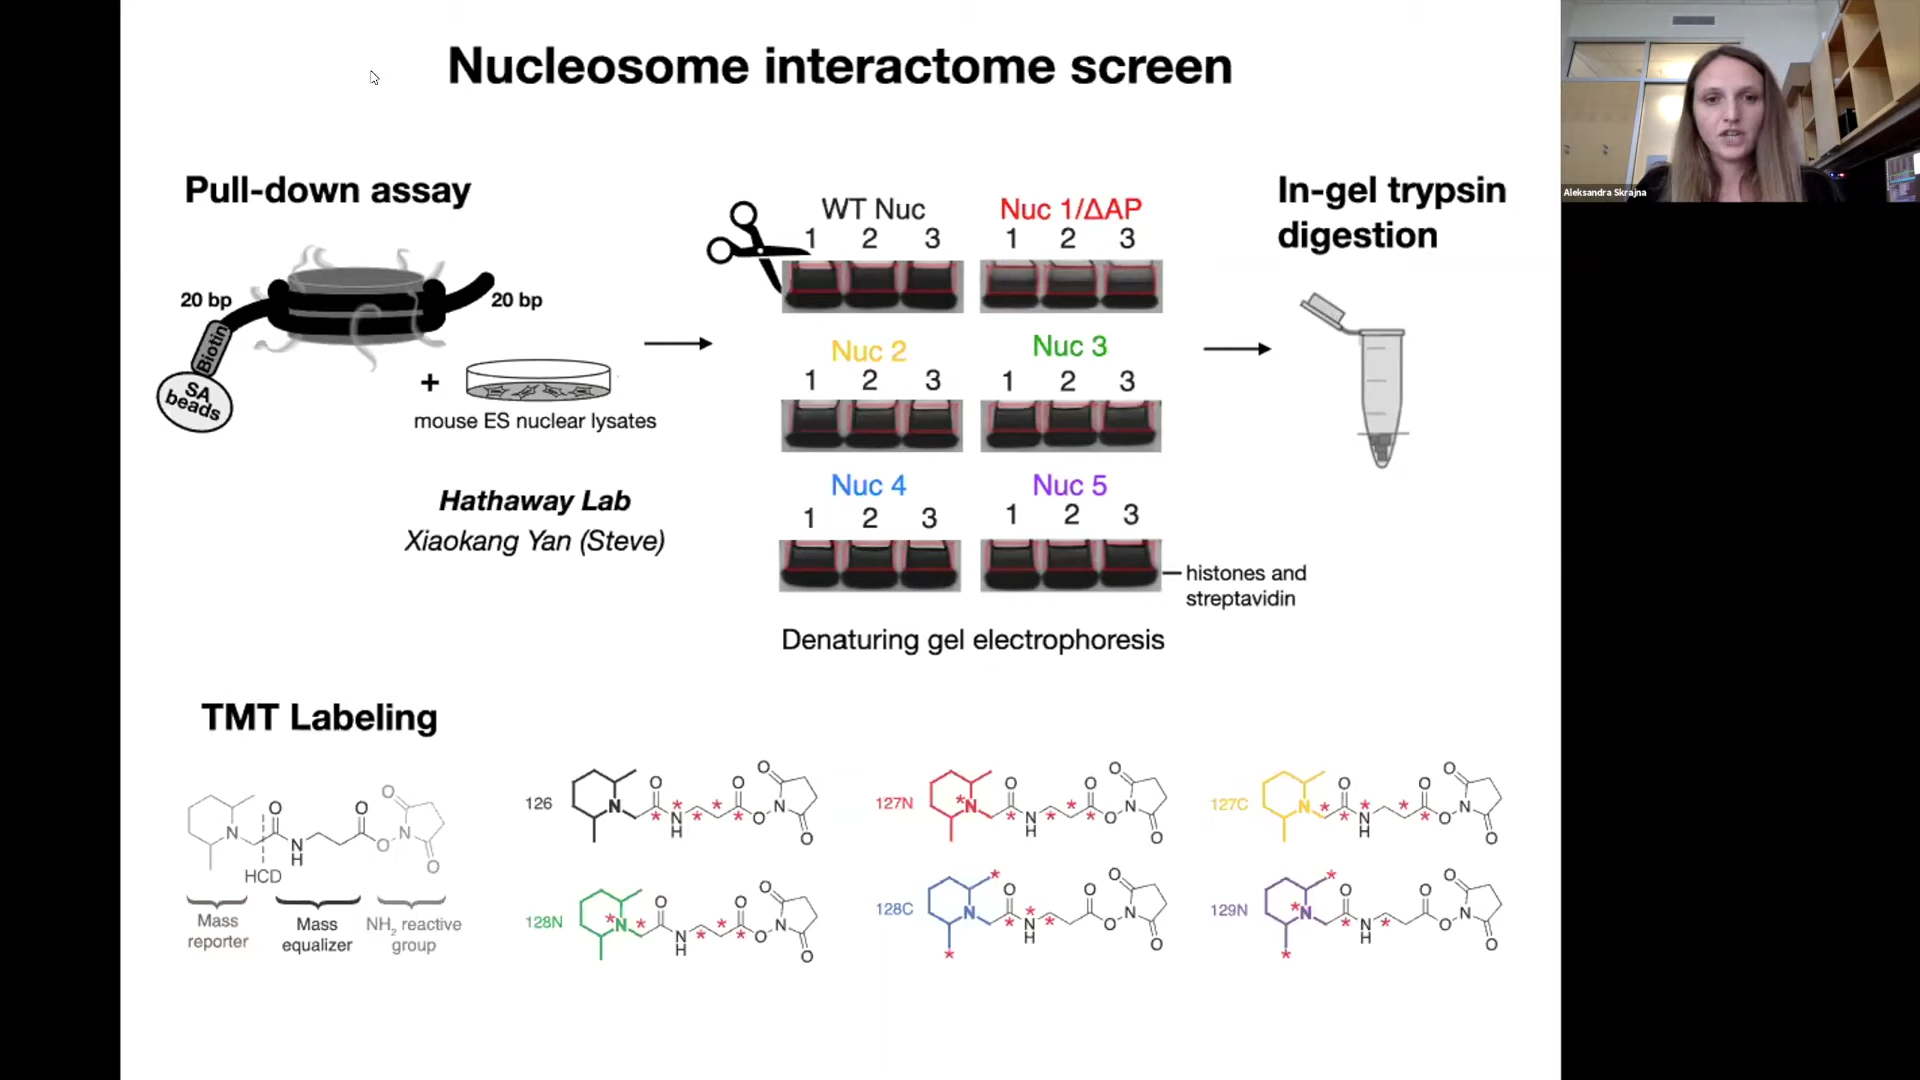 Nucleosome interactome screen
Pull-down assay
20 bp
20 bp
Biotin
SA
beads
+
mouse ES nuclear lysates
Hathaway Lab
Xiaokang Yan (Steve)
WT Nuc
1 2 3
Nuc 1/ΔAP
1 2 3
Nuc 2
1 2 3
Nuc 3
1 2 3
Nuc 4
1 2 3
Nuc 5
1 2 3
histones and
streptavidin
Denaturing gel electrophoresis
In-gel trypsin
digestion
Aleksandra Skrajna
TMT Labeling
N
O
N
H
O
O
N
O
O
HCD
Mass
reporter
Mass
equalizer
NH₂ reactive
group
126
N
O
*
*
N
H
*
*
O
*
O
N
O
O
127N
*
N
O
*
N
H
*
*
O
*
O
N
O
O
127C
N
*
O
*
*
N
H
*
O
*
O
N
O
O
128N
*
N
*
O
N
H
*
*
O
*
O
N
O
O
128C
*
*
N
O
*
*
N
H
*
O
O
N
O
O
129N
*
*
*
N
O
*
N
H
*
O
O
N
O
O